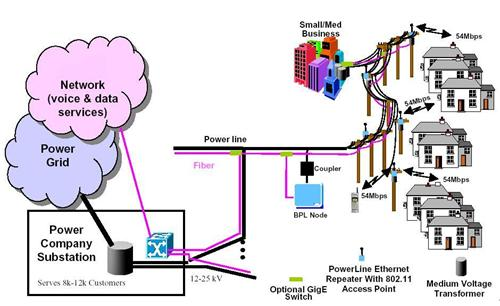 Small/Med
Business
54Mbps
Network
(voice & data
services)
54Mbps
Power line
Power
Grid
Fiber
Coupler
54Mbps
BPL Node
Power
Company
Substation
Serves 8k-12k Customers
12-25 kV
Optional GigE
Switch
PowerLine Ethernet
Repeater With 802.11
Access Point
Medium Voltage
Transformer